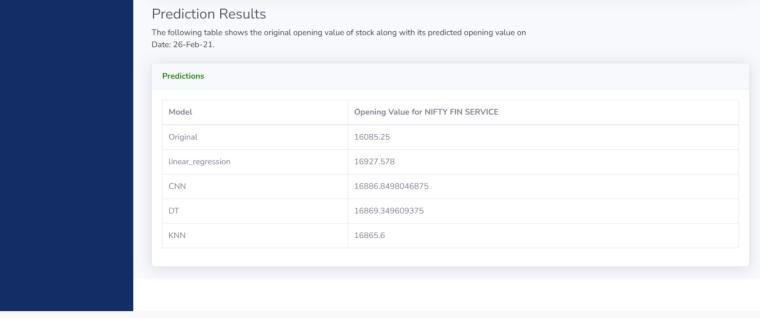 Prediction Results
The following table shows the original opening value of stock along with its predicted opening value on
Date: 26-Feb-21.
Predictions
Model Opening Value for NIFTY FIN SERVICE
Original 16085.25
linear_regression 16927.578
CNN 16886.8498046875
DT 16869.349609375
KNN 16865.6